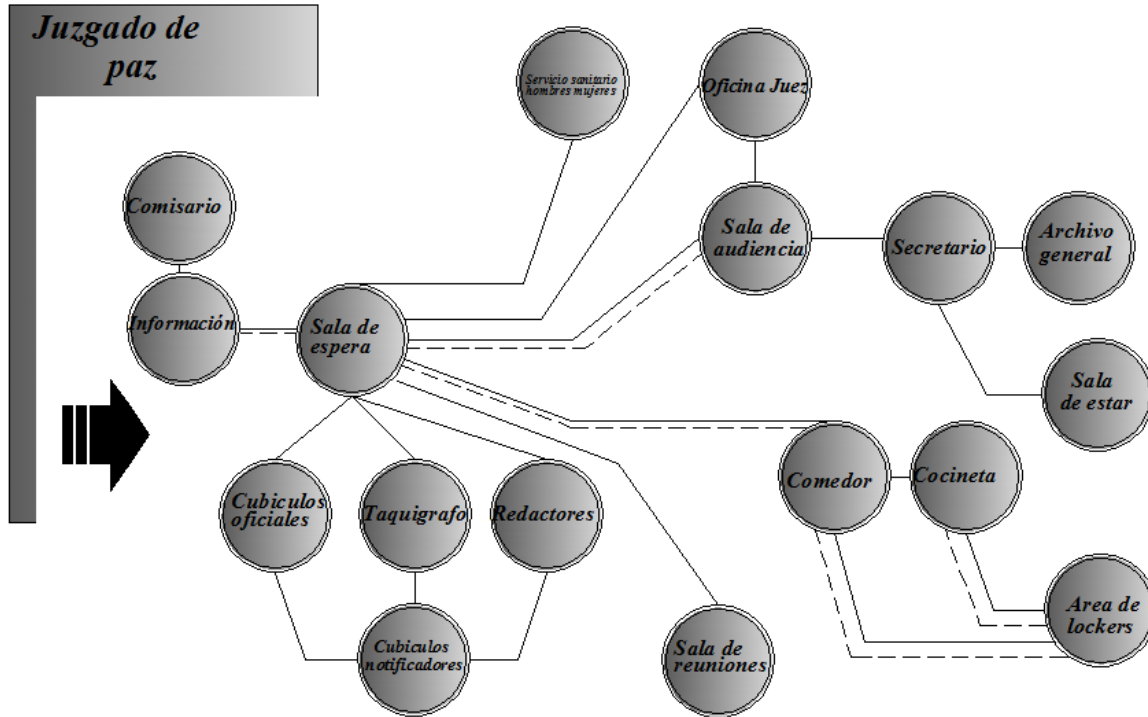 Juzgado de
paz
Servicio sanitario
hombres mujeres
Oficina Juez
Comisario
Sala de
audiencia
Secretario
Archivo
general
Información
Sala de
espera
Sala
de estar
Comedor
Cocineta
Cubiculos
oficiales
Taquigrafo
Redactores
Area de
lockers
Cubiculos
notificadores
Sala de
reuniones